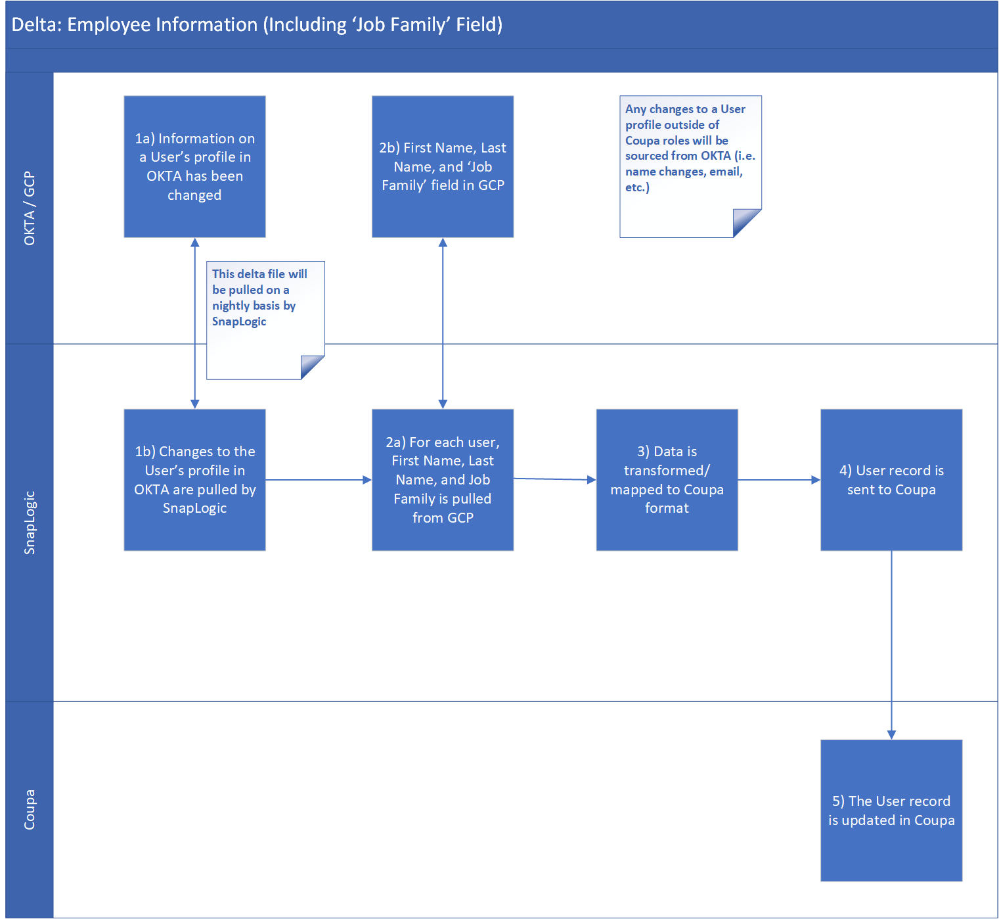 Delta: Employee Information (Including ‘Job Family’ Field)
OKTA / GCP
1a) Information on
a User’s profile in
OKTA has been
changed
2b) First Name, Last
Name, and ‘Job
Family’ field in GCP
Any changes to a User
profile outside of
Coupa roles will be
sourced from OKTA (i.e.
name changes, email,
etc.)
This delta file will
be pulled on a
nightly basis by
SnapLogic
SnapLogic
1b) Changes to the
User’s profile in
OKTA are pulled by
SnapLogic
2a) For each user,
First Name, Last
Name, and Job
Family is pulled
from GCP
3) Data is
transformed/
mapped to Coupa
format
4) User record is
sent to Coupa
Coupa
5) The User record
is updated in Coupa